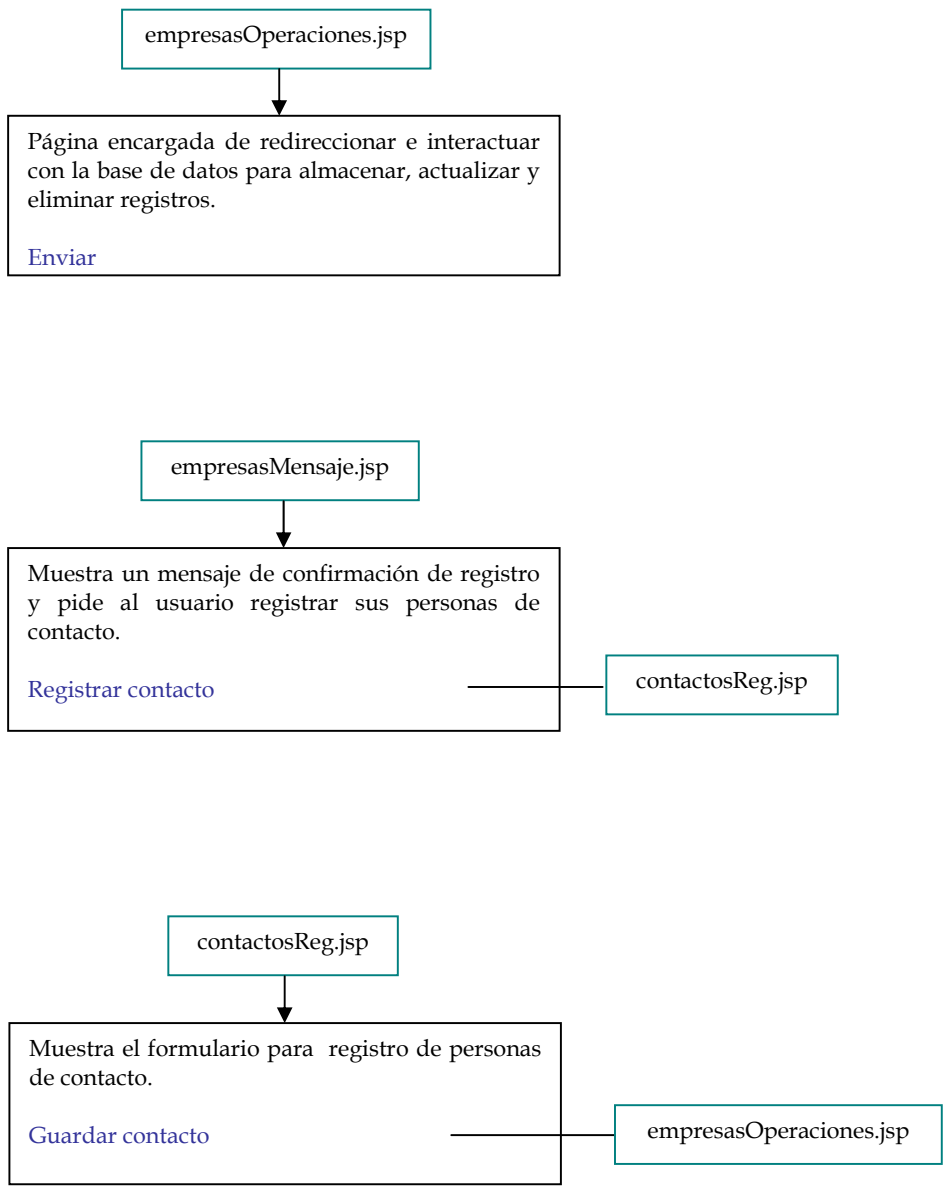 empresasOperaciones.jsp
Página encargada de redireccionar e interactuar
con la base de datos para almacenar, actualizar y
eliminar registros.
Enviar
empresasMensaje.jsp
Muestra un mensaje de confirmación de registro
y pide al usuario registrar sus personas de
contacto.
Registrar contacto
contactosReg.jsp
contactosReg.jsp
Muestra el formulario para registro de personas
de contacto.
Guardar contacto
empresasOperaciones.jsp